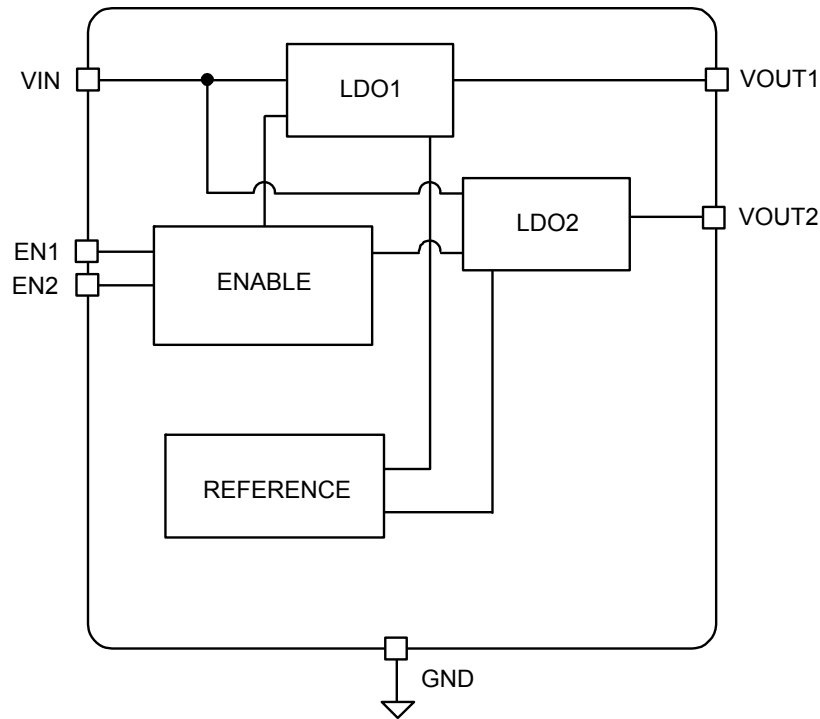 VIN
LDO1
VOUT1
LDO2
VOUT2
EN1
EN2
ENABLE
REFERENCE
GND